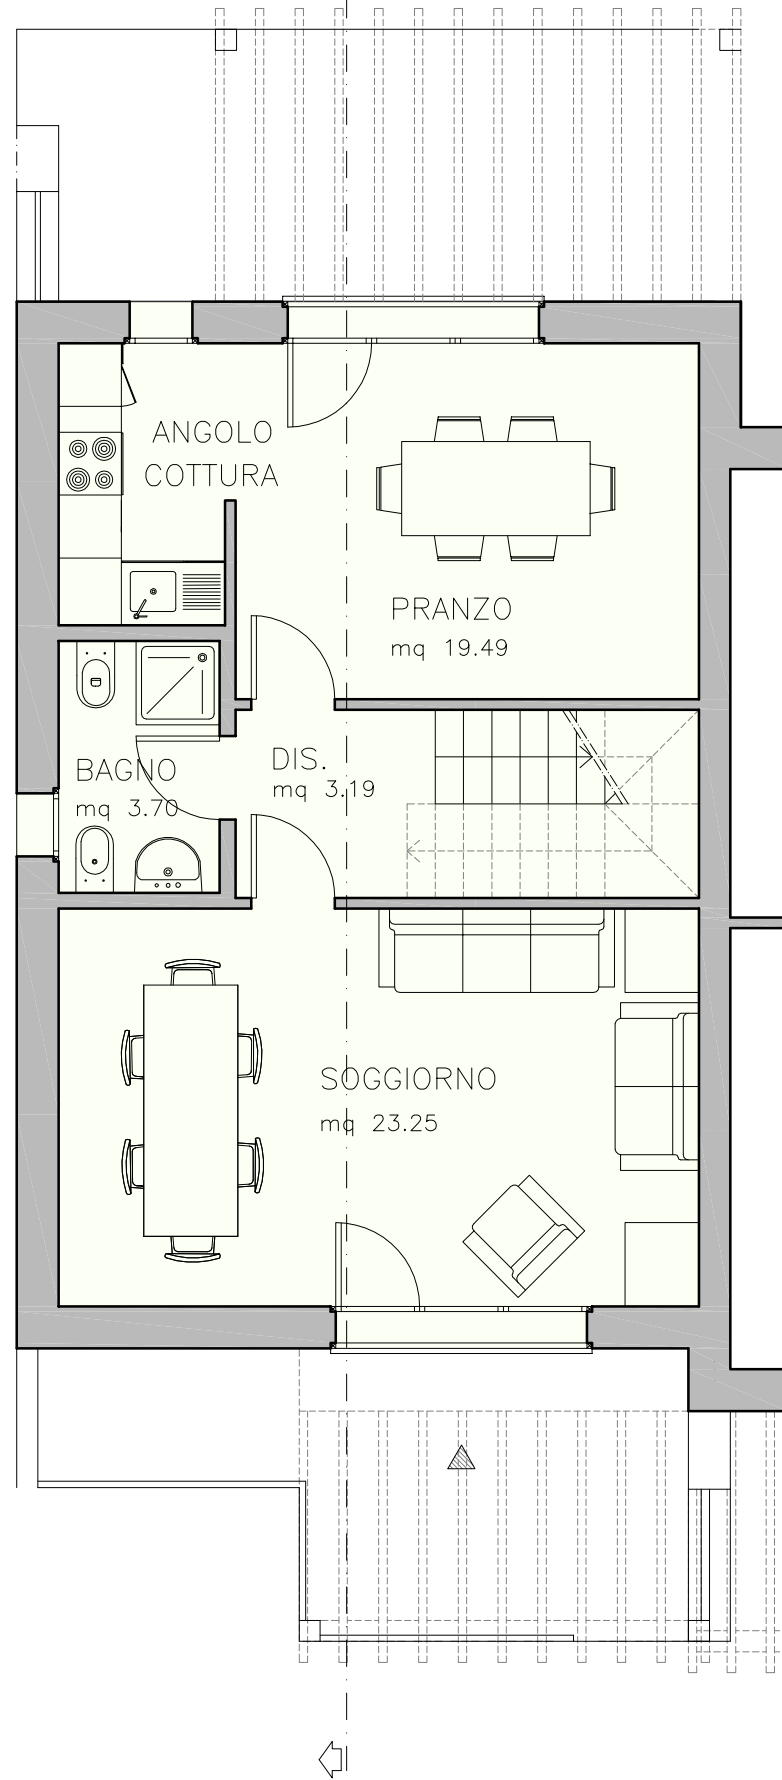 ANGOLO
COTTURA
PRANZO
mq 19.49
BAGNO
mq 3.70
DIS.
mq 3.19
SOGGIORNO
mq 23.25